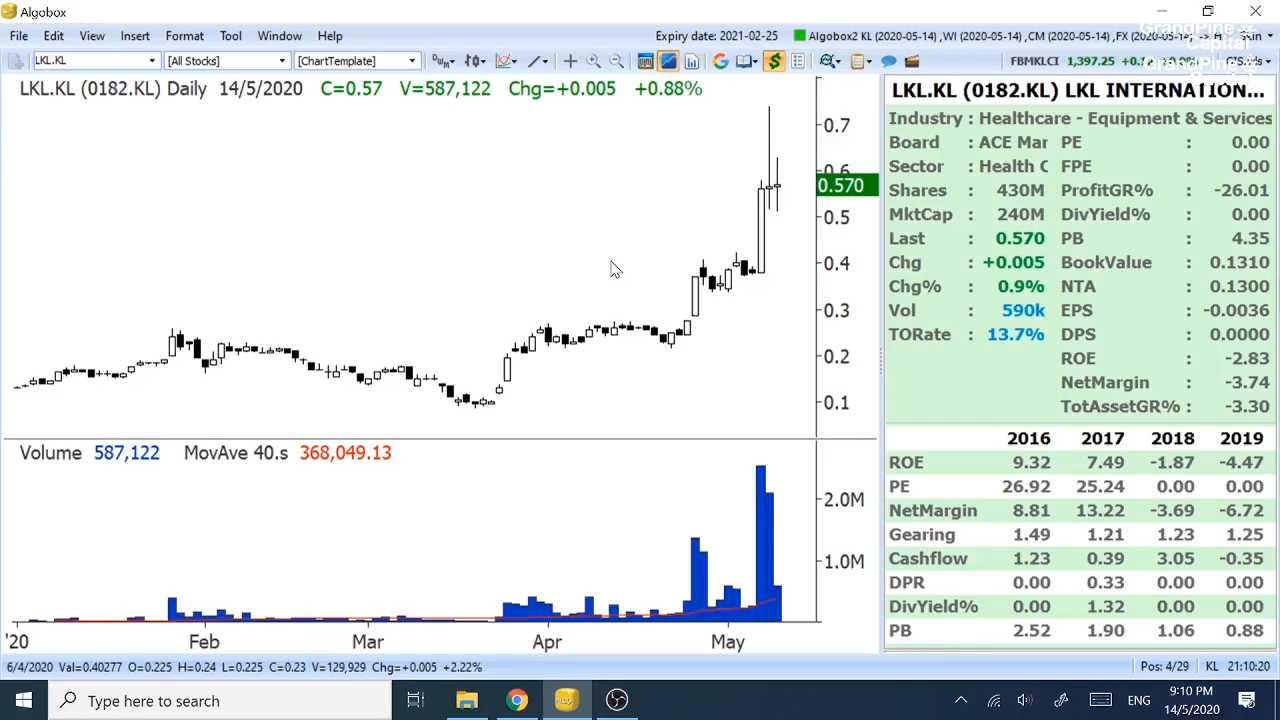 Algobox
File Edit View Insert Format Tool Window Help Expiry date: 2021-02-25 Algobox2 KL (2020-05-14) ,WI (2020-05-14) ,CM (2020-05-14) ,FX (2020-05-14)
GrandPine
Capital
GrandPine
LKL.KL [All Stocks] [ChartTemplate] FBMKLCI 1,397.25
LKL.KL (0182.KL) Daily 14/5/2020 C=0.57 V=587,122 Chg=+0.005 +0.88%
0.7
0.6
0.570
0.5
0.4
0.3
0.2
0.1
Volume 587,122 MovAve 40.s 368,049.13
2.0M
1.0M
'20 Feb Mar Apr May
LKL.KL (0182.KL) LKL INTERNATION...
Industry : Healthcare - Equipment & Services
Board : ACE Mar PE : 0.00
Sector : Health C FPE : 0.00
Shares : 430M ProfitGR% : -26.01
MktCap : 240M DivYield% : 0.00
Last : 0.570 PB : 4.35
Chg : +0.005 BookValue : 0.1310
Chg% : 0.9% NTA : 0.1300
Vol : 590k EPS : -0.0036
TORate : 13.7% DPS : 0.0000
ROE : -2.83
NetMargin : -3.74
TotAssetGR% : -3.30
2016 2017 2018 2019
ROE 9.32 7.49 -1.87 -4.47
PE 26.92 25.24 0.00 0.00
NetMargin 8.81 13.22 -3.69 -6.72
Gearing 1.49 1.21 1.23 1.25
Cashflow 1.23 0.39 3.05 -0.35
DPR 0.00 0.33 0.00 0.00
DivYield% 0.00 1.32 0.00 0.00
PB 2.52 1.90 1.06 0.88
6/4/2020 Val=0.40277 O=0.225 H=0.24 L=0.225 C=0.23 V=129,929 Chg=+0.005 +2.22% Pos: 4/29 KL 21:10:20
Type here to search
ALGO
ENG
9:10 PM
14/5/2020